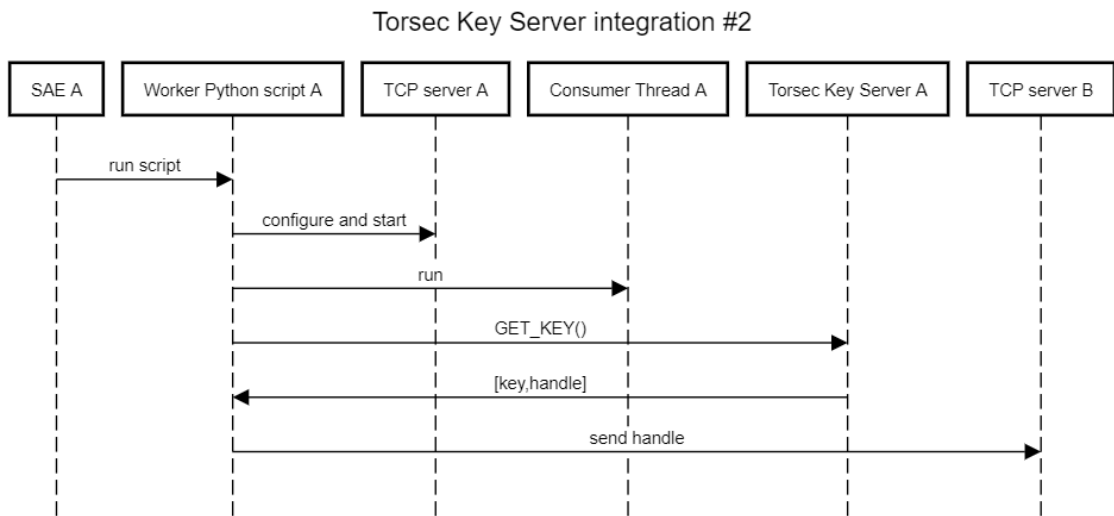 Torsec Key Server integration #2
SAE A
Worker Python script A
TCP server A
Consumer Thread A
Torsec Key Server A
TCP server B
run script
configure and start
run
GET_KEY()
[key,handle]
send handle